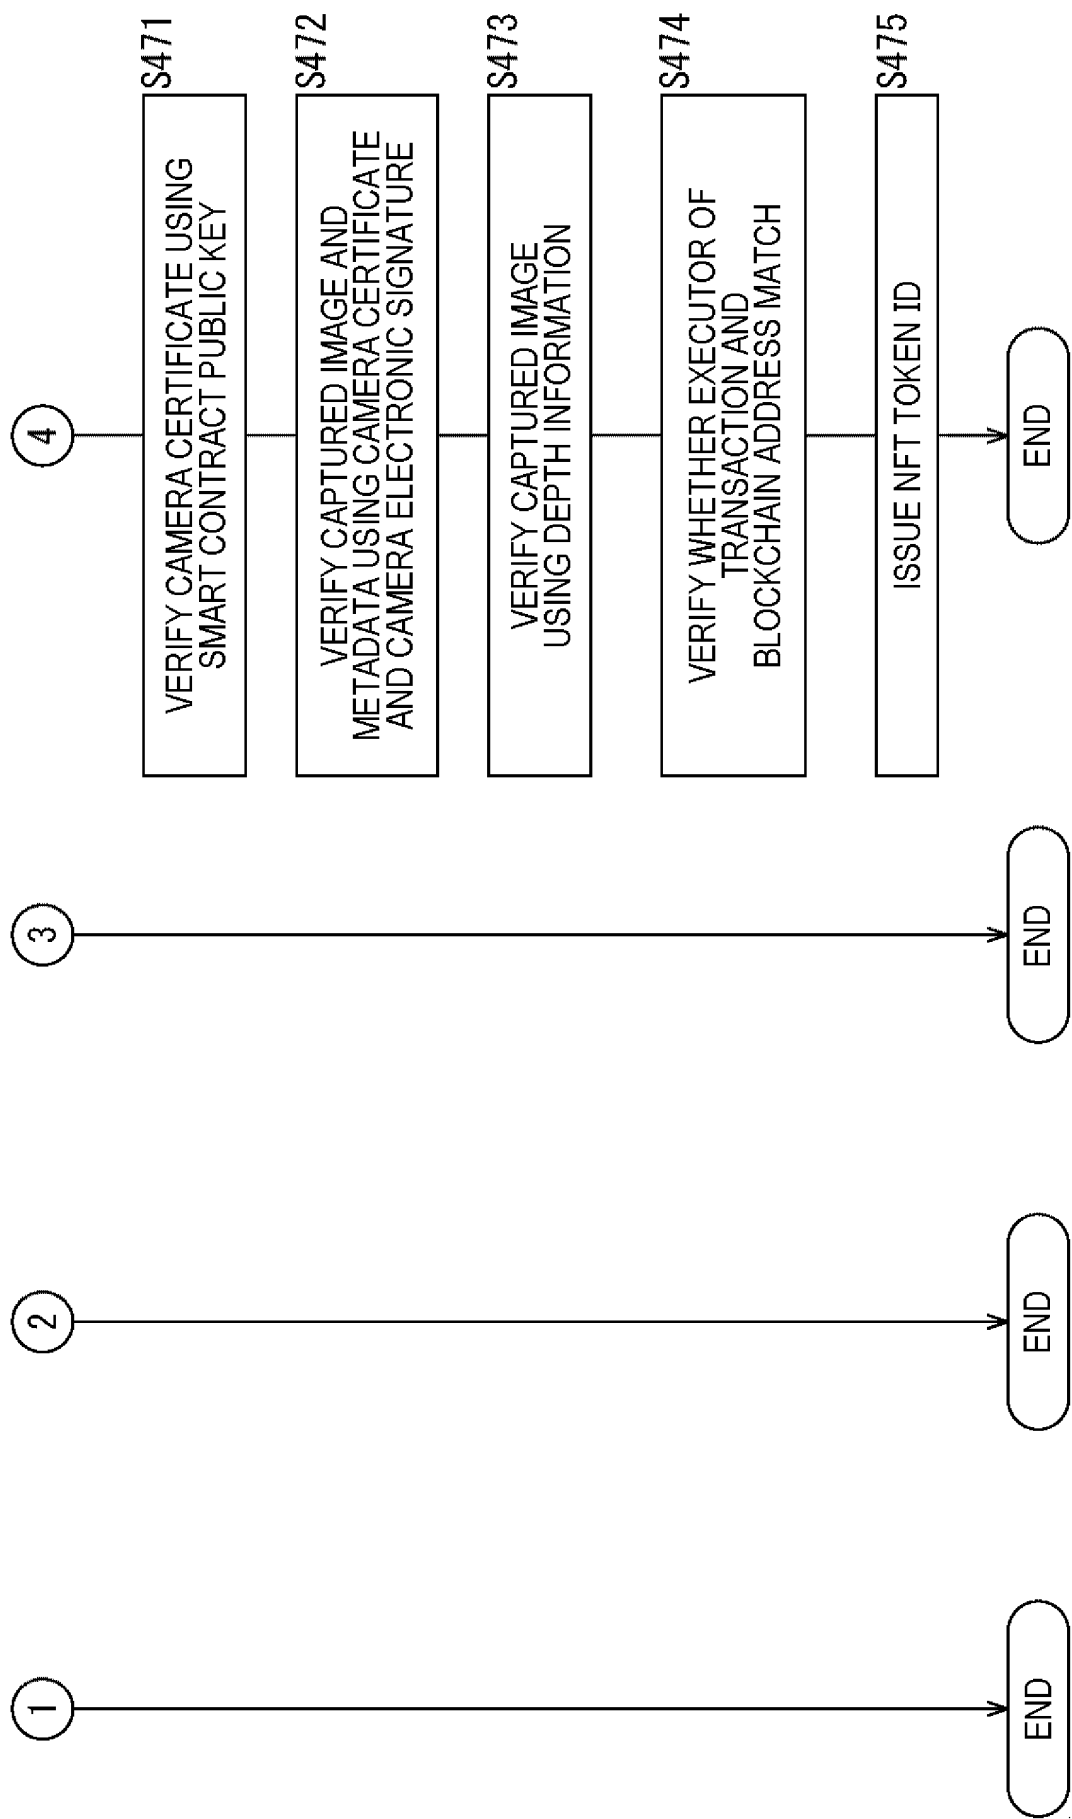 1
2
3
4
VERIFY CAMERA CERTIFICATE USING
SMART CONTRACT PUBLIC KEY
S471
VERIFY CAPTURED IMAGE AND
METADATA USING CAMERA CERTIFICATE
AND CAMERA ELECTRONIC SIGNATURE
S472
VERIFY CAPTURED IMAGE
USING DEPTH INFORMATION
S473
VERIFY WHETHER EXECUTOR OF
TRANSACTION AND
BLOCKCHAIN ADDRESS MATCH
S474
ISSUE NFT TOKEN ID
S475
END
END
END
END